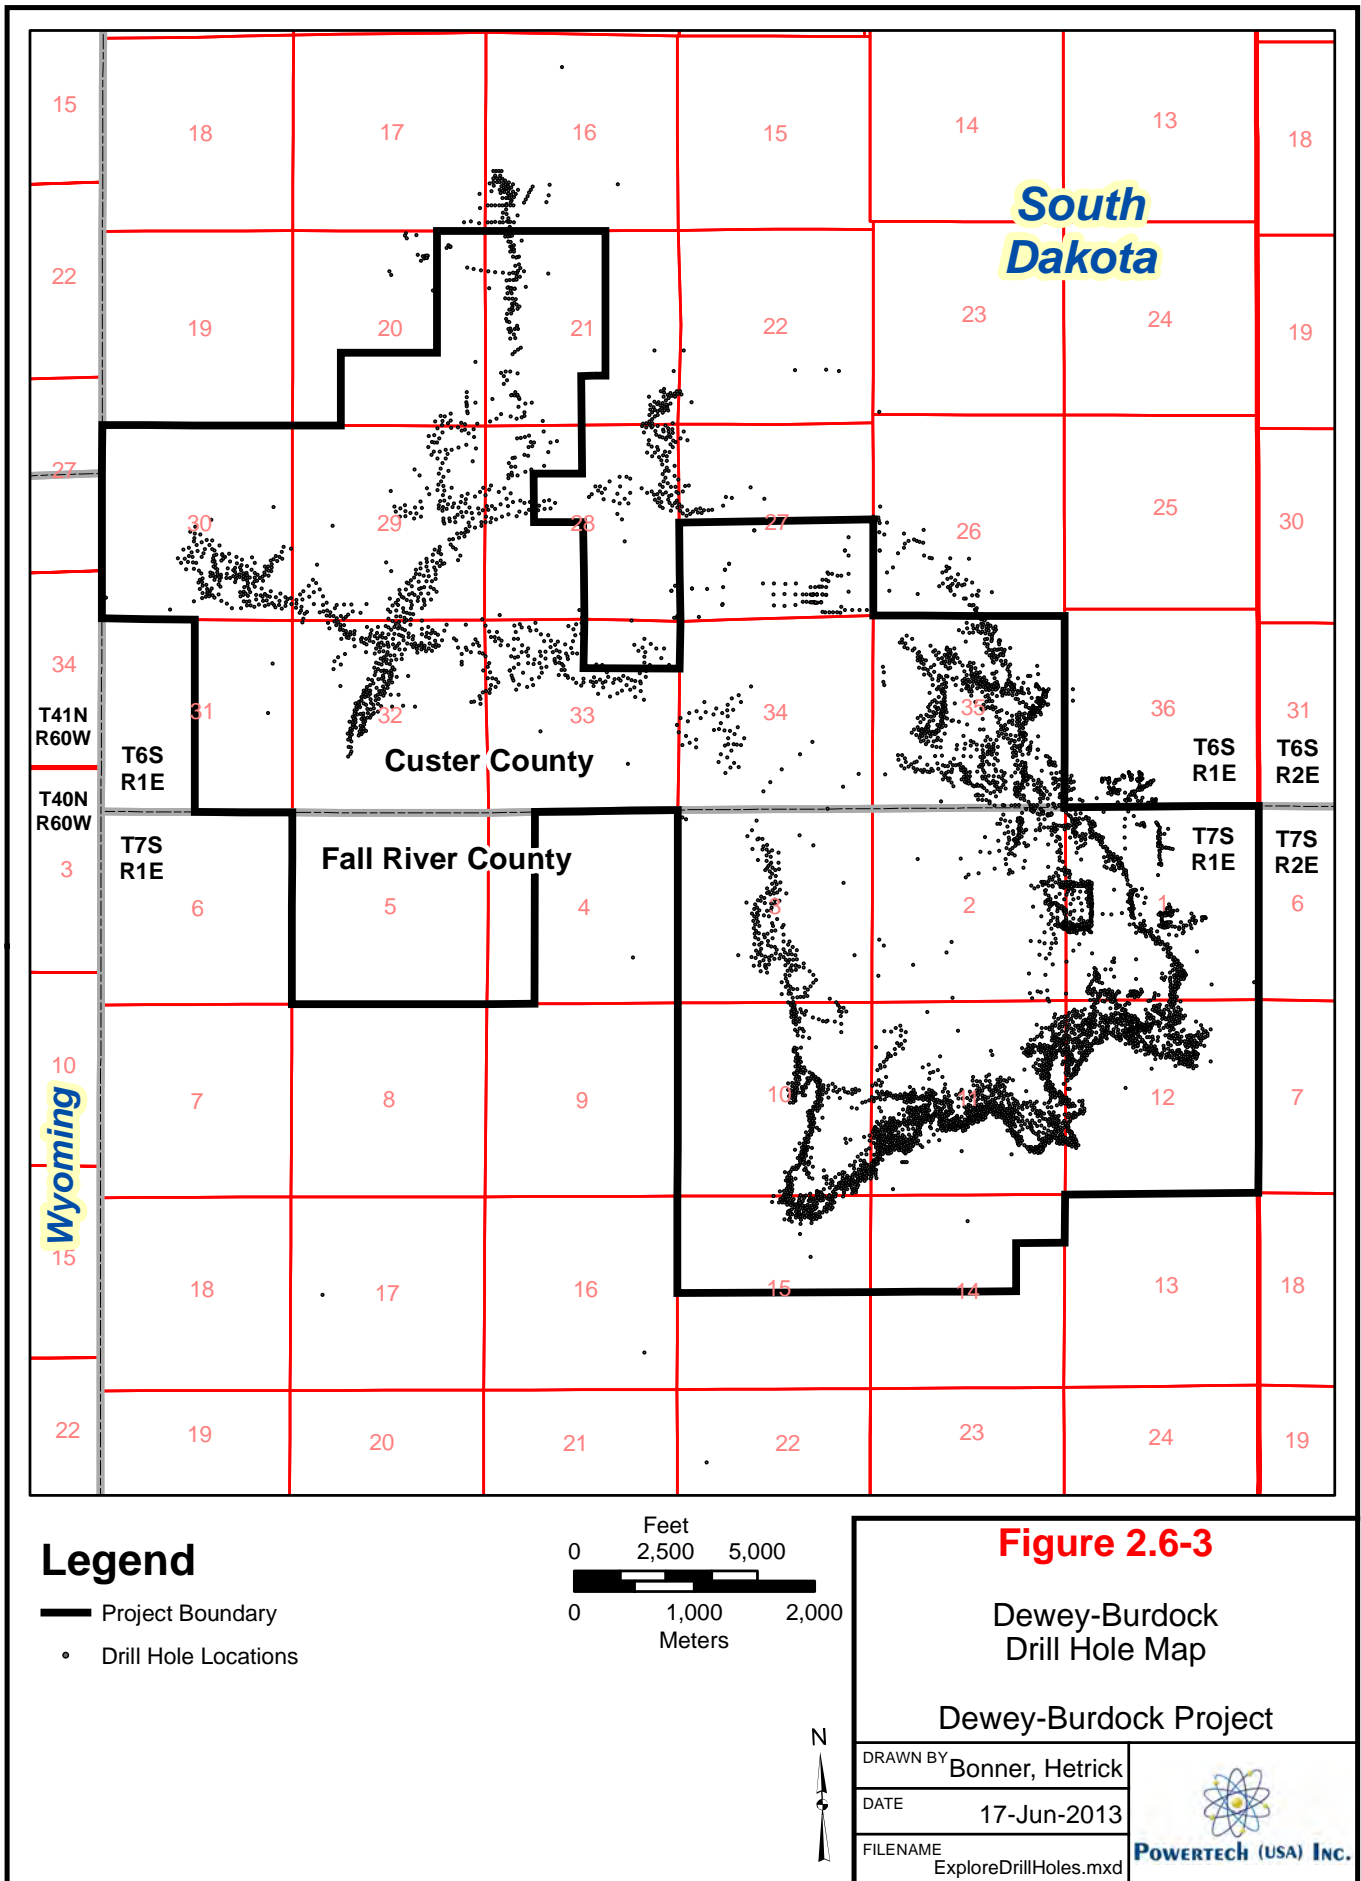 15
18
17
16
15
14
13
18
South
Dakota
22
19
20
21
22
23
24
19
27
30
29
28
27
26
25
30
34
31
32
33
34
35
36
31
T41N
R60W
T6S
R1E
Custer County
T6S
R1E
T6S
R2E
T40N
R60W
T7S
R1E
Fall River County
T7S
R1E
T7S
R2E
3
6
5
4
3
2
1
6
10
7
8
9
10
11
12
7
Wyoming
15
18
17
16
15
14
13
18
22
19
20
21
22
23
24
19
Legend
Project Boundary
Drill Hole Locations
Feet
0 2,500 5,000
0 1,000 2,000
Meters
N
Figure 2.6-3
Dewey-Burdock
Drill Hole Map
Dewey-Burdock Project
DRAWN BY Bonner, Hetrick
DATE 17-Jun-2013
FILENAME
ExploreDrillHoles.mxd
POWERTECH (USA) INC.